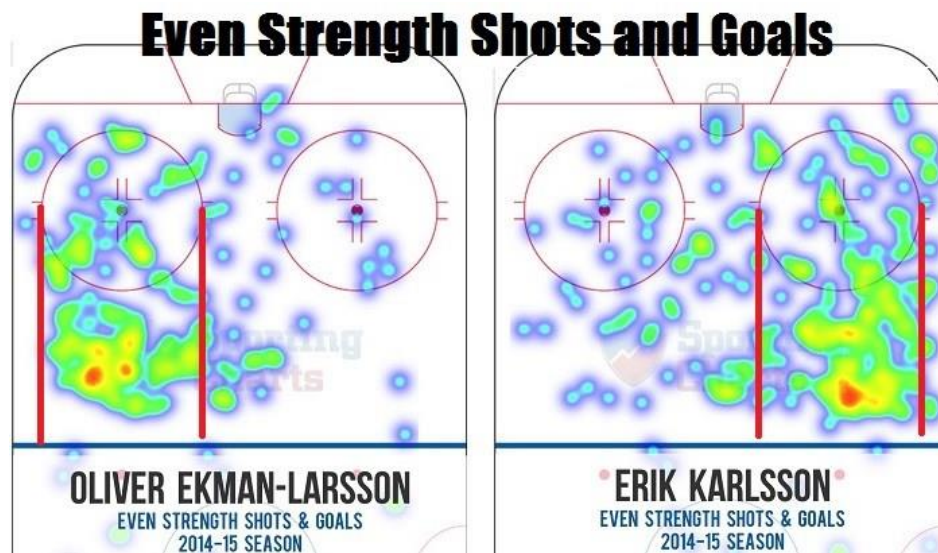 Even Strength Shots and Goals
OLIVER EKMAN-LARSSON
EVEN STRENGTH SHOTS & GOALS
2014-15 SEASON
ERIK KARLSSON
EVEN STRENGTH SHOTS & GOALS
2014-15 SEASON